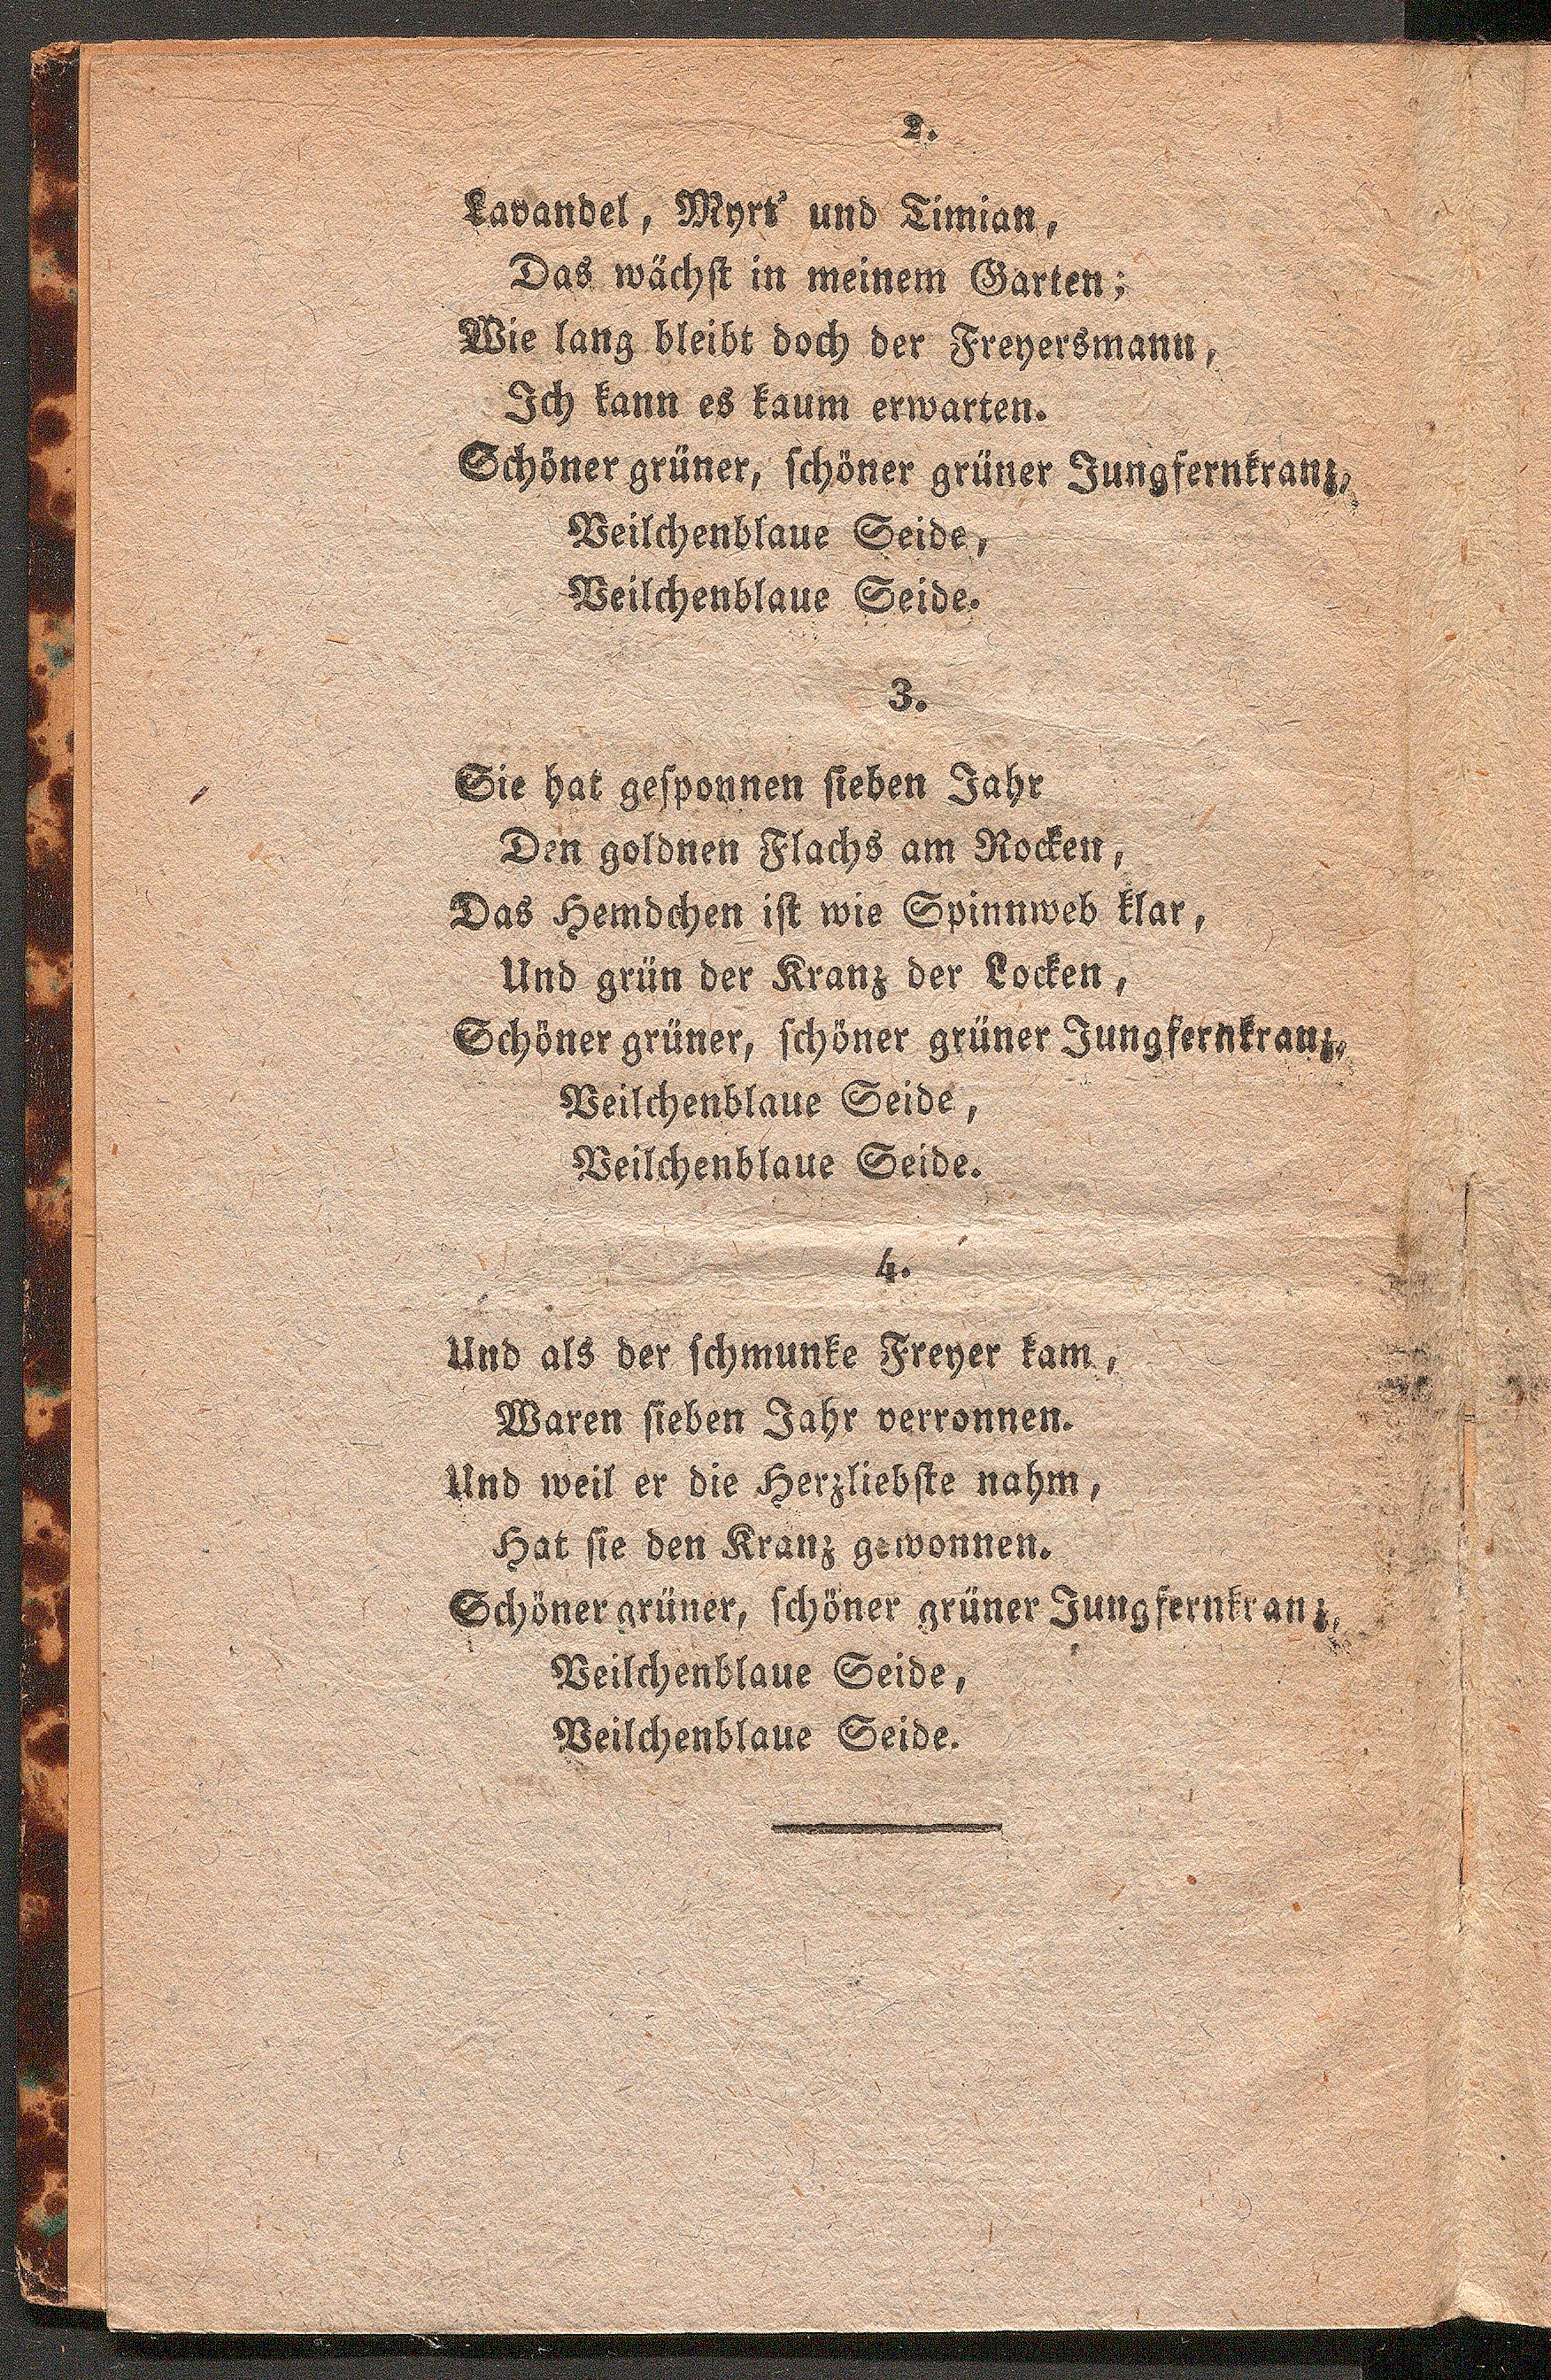 2.
Lavandel, Myrt' und Timian,
Das wächſt in meinem Garten;
Wie lang bleibt doch der Freyersmann,
Ich kann es kaum erwarten.
Schöner grüner, ſchöner grüner Jungfernkranz,
Veilchenblaue Seide,
Veilchenblaue Seide.
3.
Sie hat geſponnen ſieben Jahr
Den goldnen Flachs am Rocken,
Das Hemdchen iſt wie Spinnweb klar,
Und grün der Kranz der Locken,
Schöner grüner, ſchöner grüner Jungfernkranz,
Veilchenblaue Seide,
Veilchenblaue Seide.
4.
Und als der ſchmunke Freyer kam,
Waren ſieben Jahr verronnen.
Und weil er die Herzliebſte nahm,
Hat ſie den Kranz gewonnen.
Schöner grüner, ſchöner grüner Jungfernkranz,
Veilchenblaue Seide,
Veilchenblaue Seide.